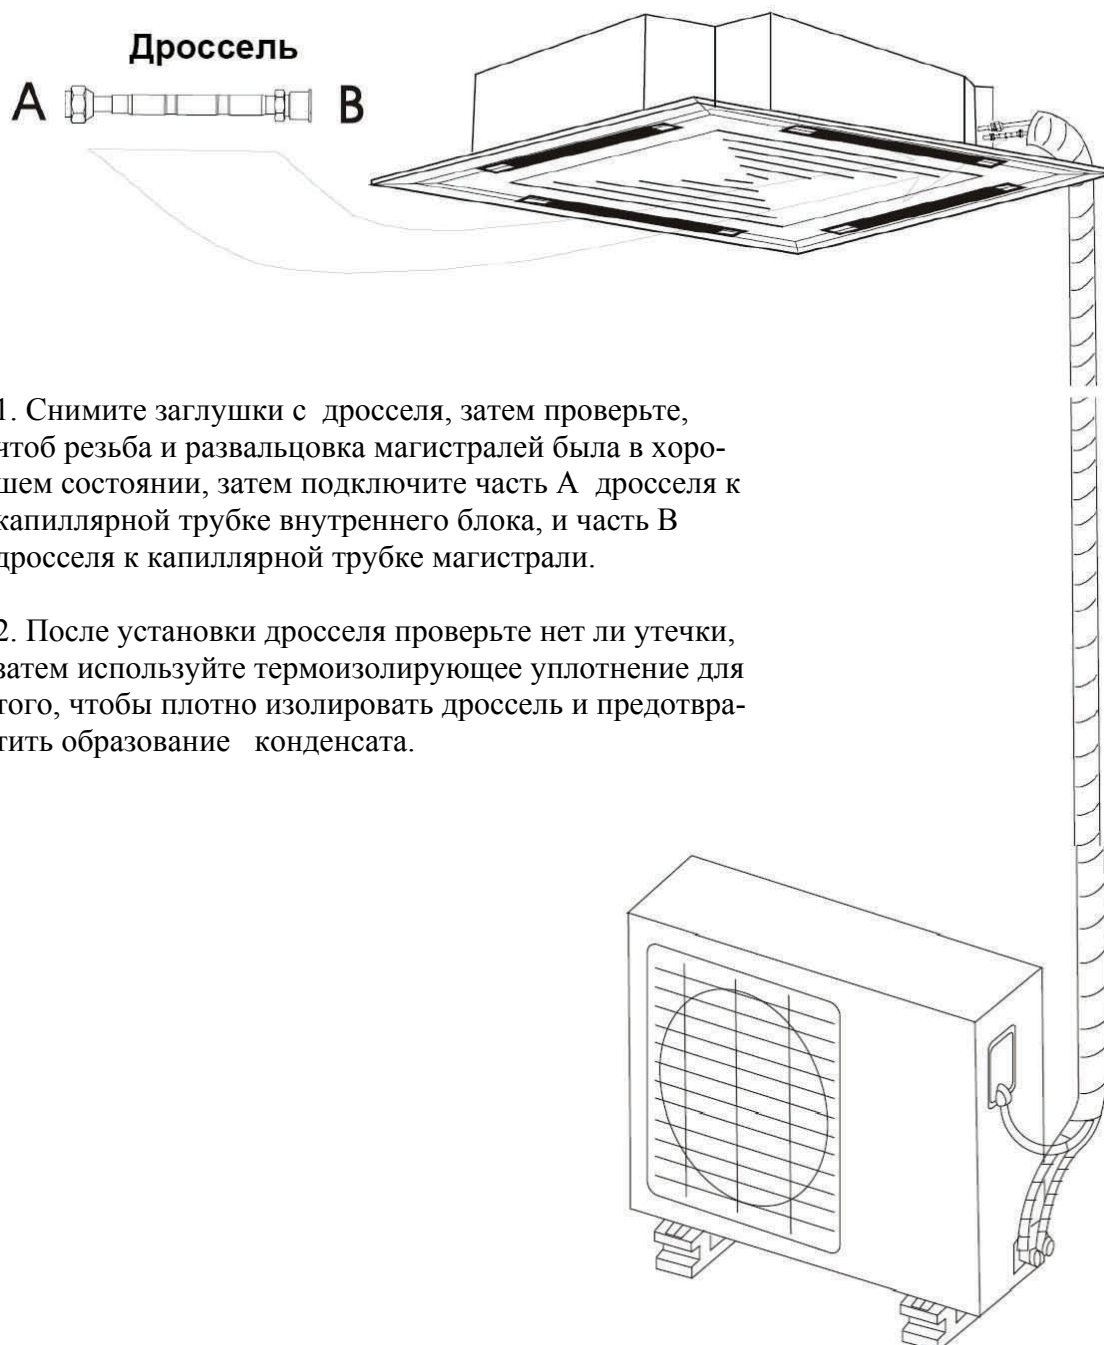 Дроссель
A B
1. Снимите заглушки с дросселя, затем проверьте,
чтоб резьба и развальцовка магистралей была в хоро-
шем состоянии, затем подключите часть А дросселя к
капиллярной трубке внутреннего блока, и часть В
дросселя к капиллярной трубке магистрали.
2. После установки дросселя проверьте нет ли утечки,
затем используйте термоизолирующее уплотнение для
того, чтобы плотно изолировать дроссель и предотвра-
тить образование конденсата.